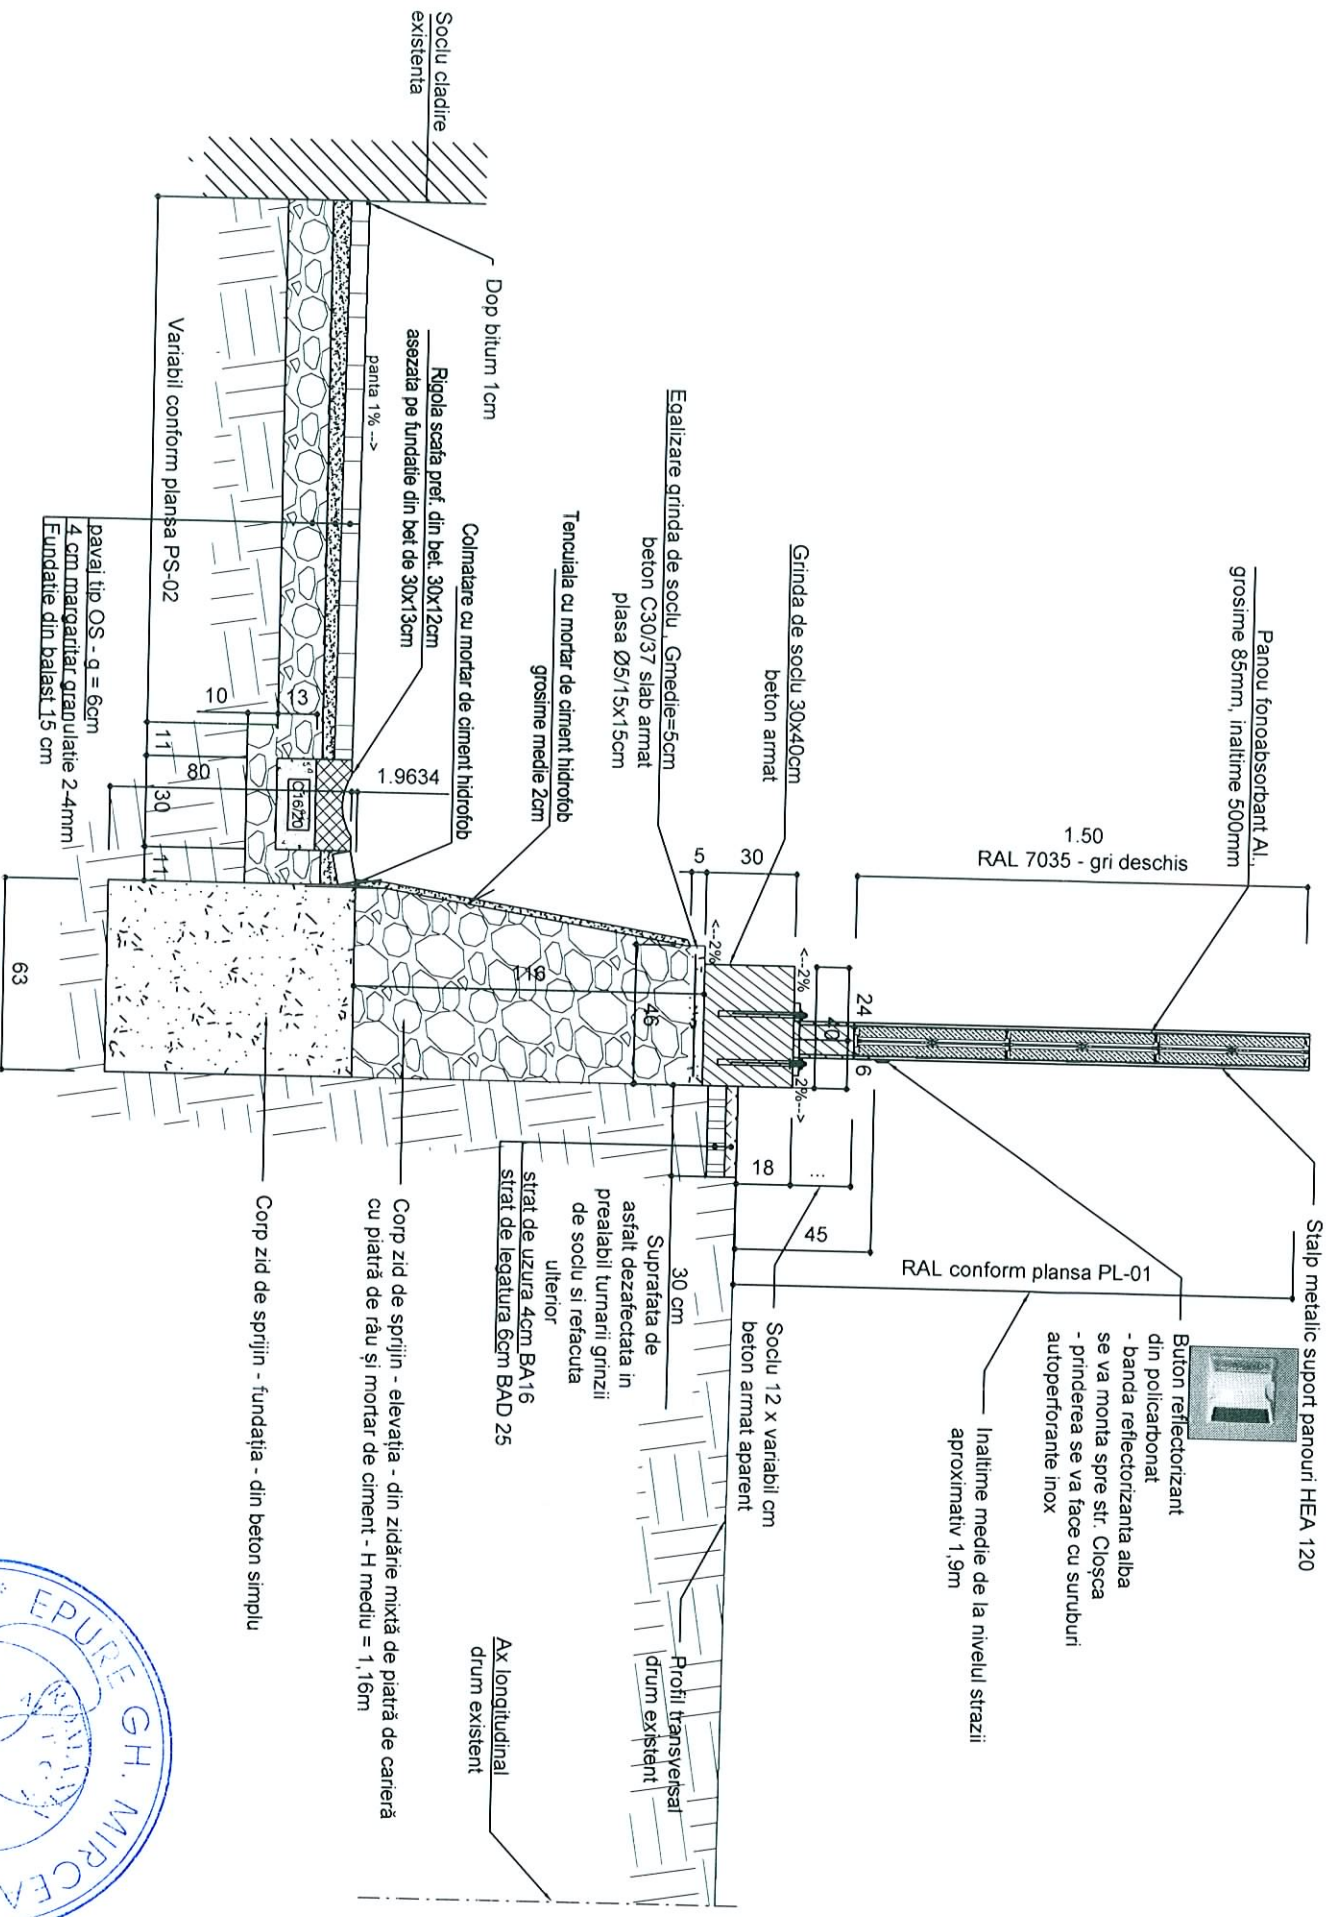 Soclu cladire
existenta
Dop bitum 1cm
panta 1% -->
Rigola scafa pref. din bet. 30x12cm
asezata pe fundatie din bet de 30x13cm
Colmatare cu mortar de ciment hidrofob
Tencuiala cu mortar de ciment hidrofob
grosime medie 2cm
Egalizare grinda de soclu , Gmedie=5cm
beton C30/37 slab armat
plasa Ø5/15x15cm
Grinda de soclu 30x40cm
beton armat
Panou fonoabsorbant Al.,
grosime 85mm, inaltime 500mm
1.50
RAL 7035 - gri deschis
Variabil conform plansa PS-02
pavaj tip OS - g = 6cm
4 cm margaritar granulatie 2-4mm
Fundatie din balast 15 cm
10
13
11
80
30
11
1.9634
C16/20
63
5
30
<--2%
<--2%
2%-->
24
40
6
116
46
18
...
45
30 cm
RAL conform plansa PL-01
Stalp metalic suport panouri HEA 120
Buton reflectorizant
din policarbonat
- banda reflectorizanta alba
se va monta spre str. Cloşca
- prinderea se va face cu suruburi
autoperforante inox
Inaltime medie de la nivelul strazii
aproximativ 1,9m
Soclu 12 x variabil cm
beton armat aparent
Suprafata de
asfalt dezafectata in
prealabil turnarii grinzii
de soclu si refacuta
ulterior
strat de uzura 4cm BA16
strat de legatura 6cm BAD 25
Profil transversal
drum existent
Ax longitudinal
drum existent
Corp zid de sprijin - elevaţia - din zidărie mixtă de piatră de carieră
cu piatră de râu şi mortar de ciment - H mediu = 1,16m
Corp zid de sprijin - fundaţia - din beton simplu
EPURE GH. MIRCEA